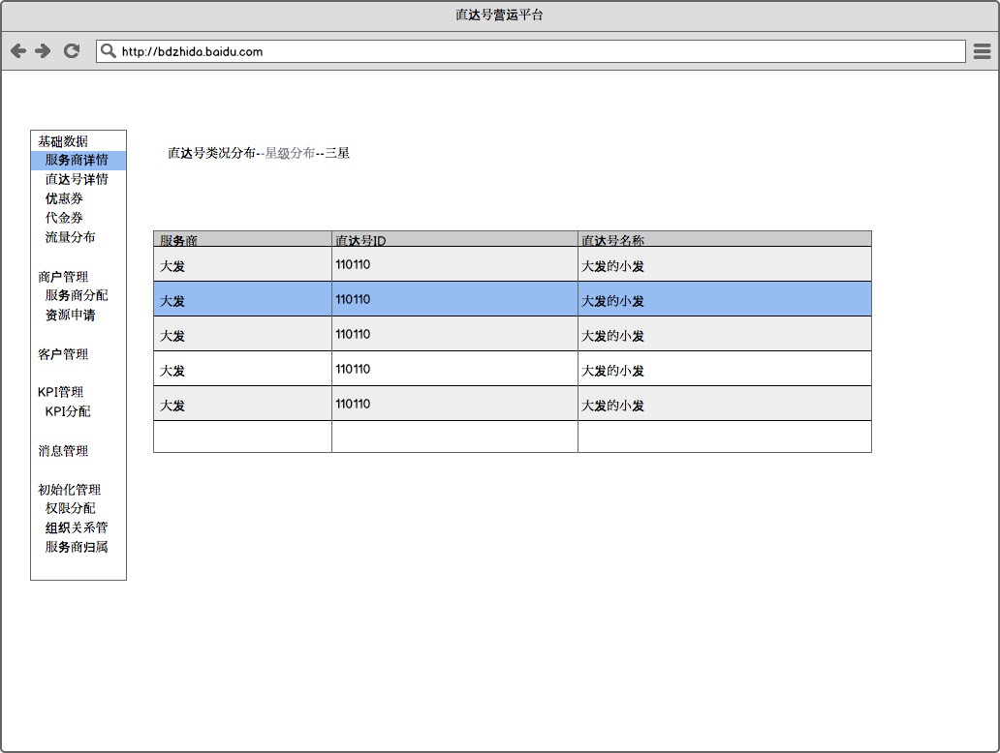 直达号营运平台
http://bdzhida.baidu.com
基础数据
服务商详情
直达号详情
优惠券
代金券
流量分布
商户管理
服务商分配
资源申请
客户管理
KPI管理
KPI分配
消息管理
初始化管理
权限分配
组织关系管
服务商归属
直达号类况分布--星级分布--三星
服务商 直达号ID 直达号名称
大发 110110 大发的小发
大发 110110 大发的小发
大发 110110 大发的小发
大发 110110 大发的小发
大发 110110 大发的小发